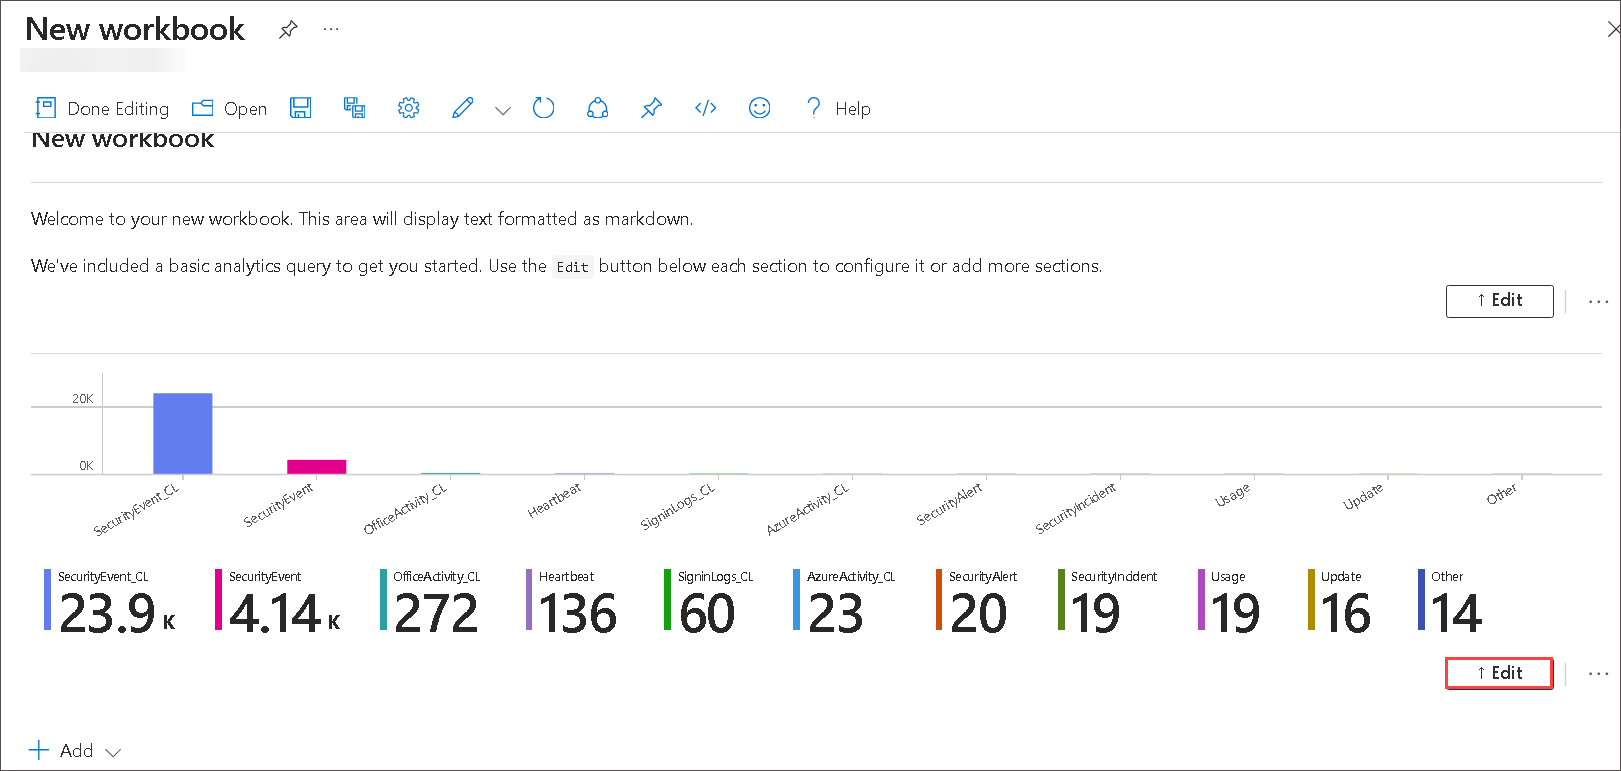 New workbook
Done Editing Open Help
New workbook
Welcome to your new workbook. This area will display text formatted as markdown.
We've included a basic analytics query to get you started. Use the Edit button below each section to configure it or add more sections.
↑ Edit
20K
0K
SecurityEvent_CL SecurityEvent OfficeActivity_CL Heartbeat SigninLogs_CL AzureActivity_CL SecurityAlert SecurityIncident Usage Update Other
SecurityEvent_CL SecurityEvent OfficeActivity_CL Heartbeat SigninLogs_CL AzureActivity_CL SecurityAlert SecurityIncident Usage Update Other
23.9 K 4.14 K 272 136 60 23 20 19 19 16 14
↑ Edit
Add